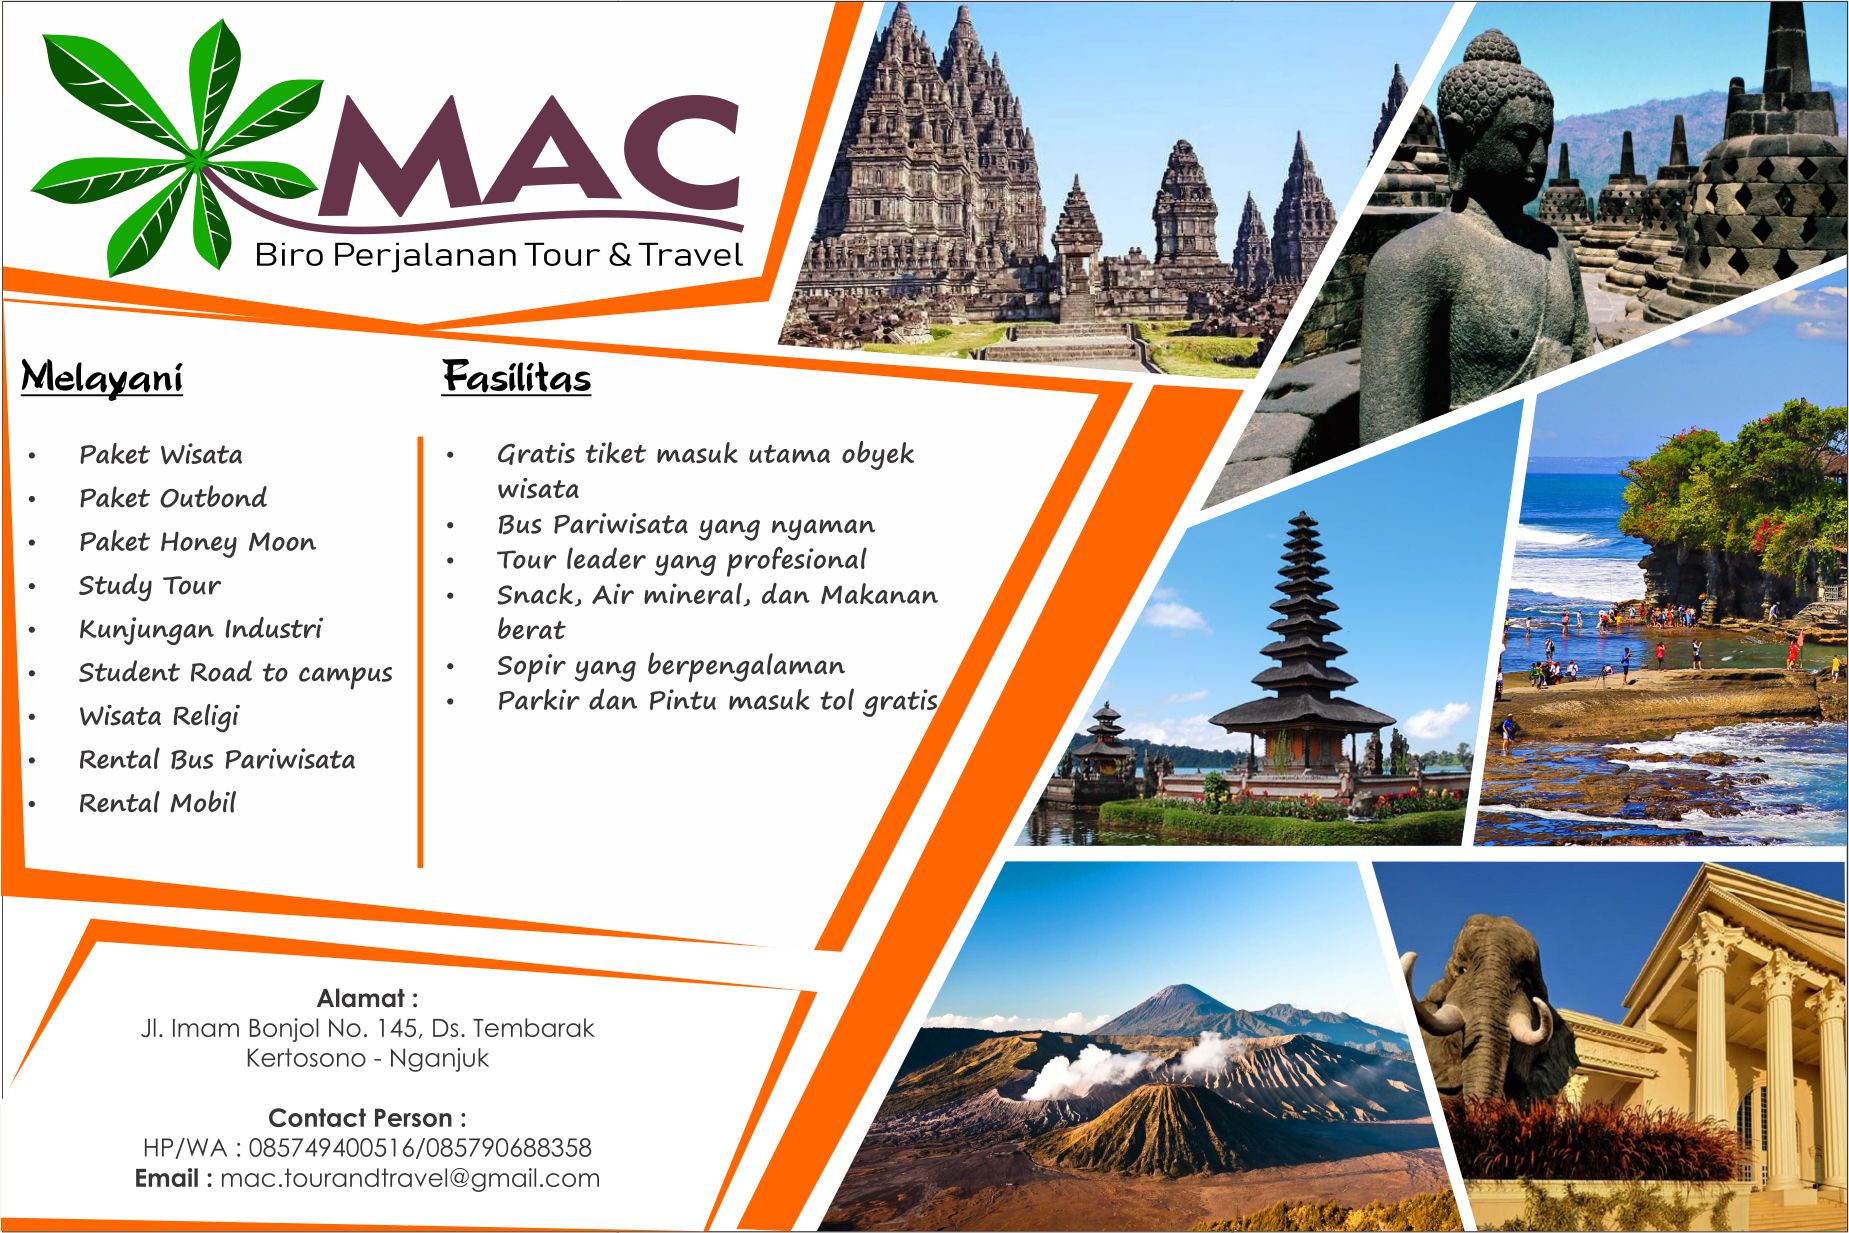 MAC
Biro Perjalanan Tour & Travel
Melayani
• Paket Wisata
• Paket Outbond
• Paket Honey Moon
• Study Tour
• Kunjungan Industri
• Student Road to campus
• Wisata Religi
• Rental Bus Pariwisata
• Rental Mobil
Fasilitas
• Gratis tiket masuk utama obyek
wisata
• Bus Pariwisata yang nyaman
• Tour leader yang profesional
• Snack, Air mineral, dan Makanan
berat
• Sopir yang berpengalaman
• Parkir dan Pintu masuk tol gratis
Alamat :
Jl. Imam Bonjol No. 145, Ds. Tembarak
Kertosono - Nganjuk
Contact Person :
HP/WA : 085749400516/085790688358
Email : mac.tourandtravel@gmail.com